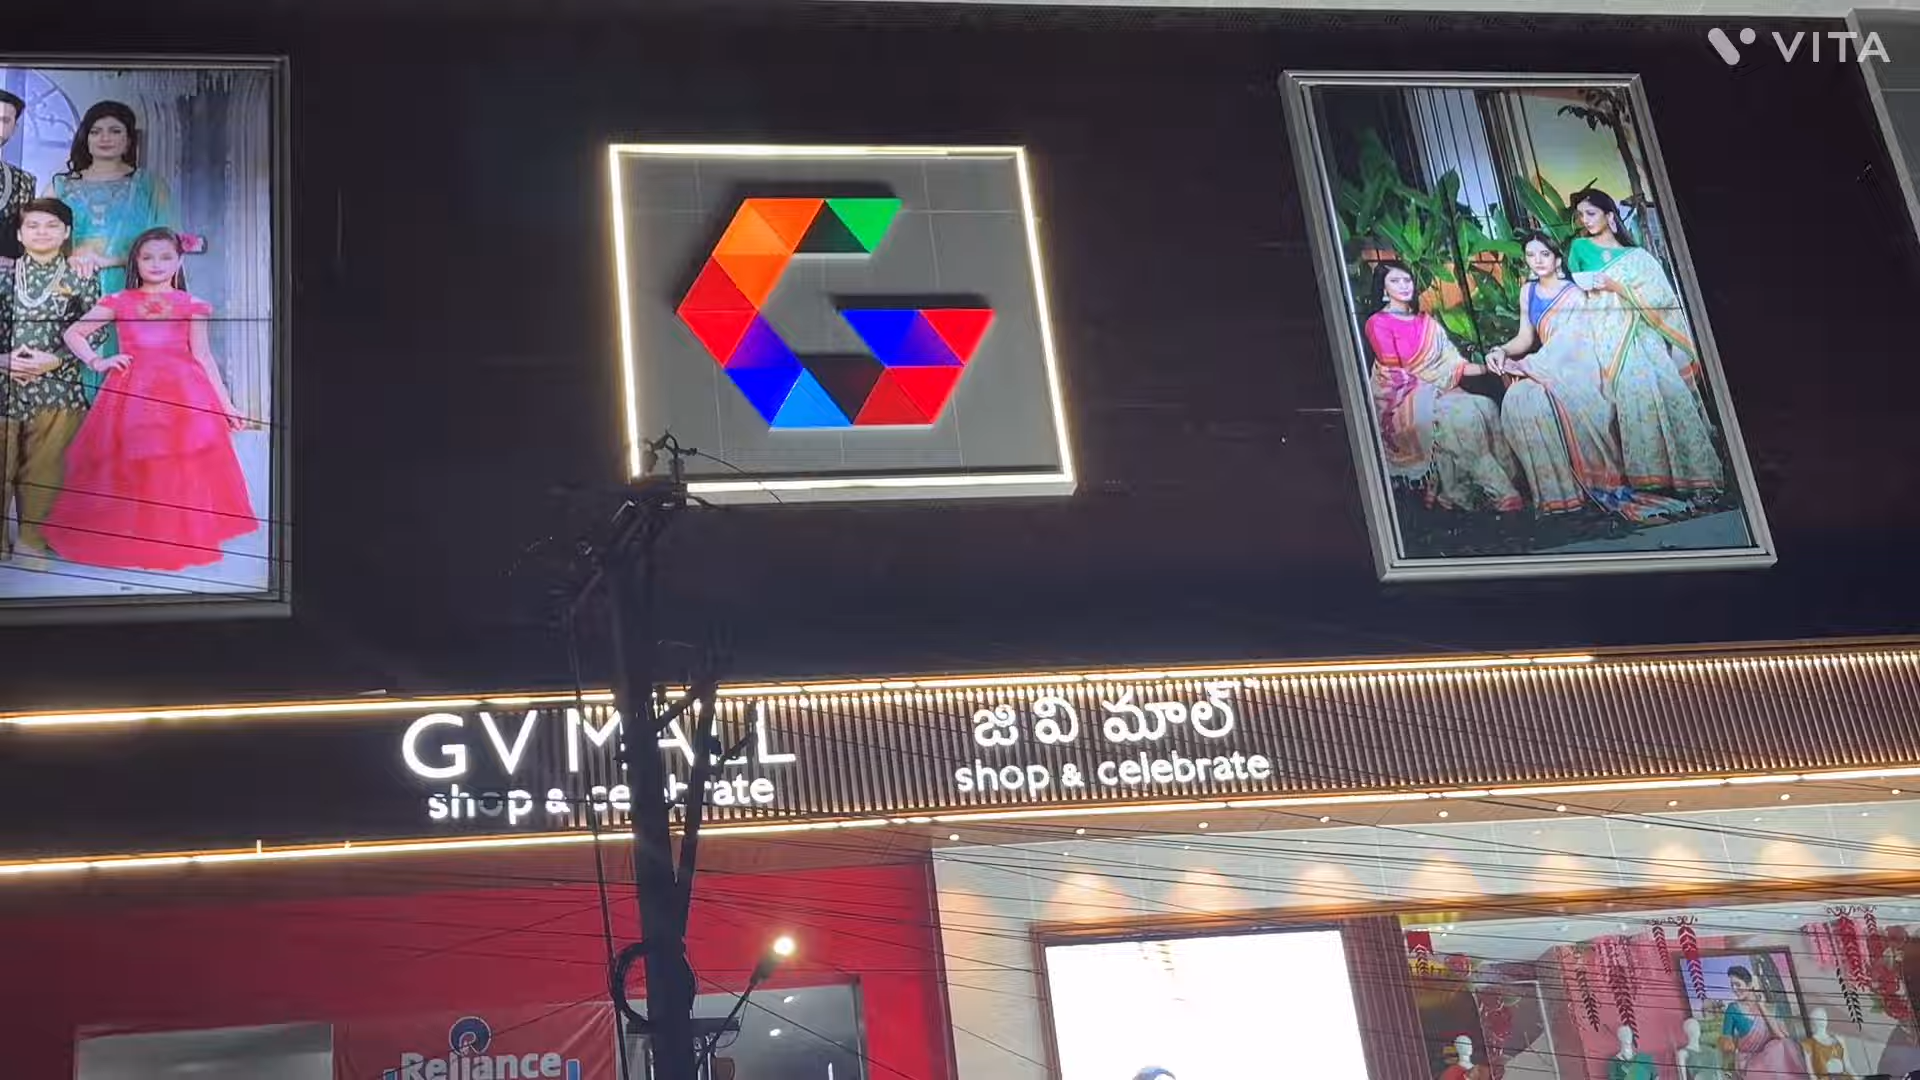 VITA
GV MALL
shop & celebrate
జి వి మాల్
shop & celebrate
Reliance